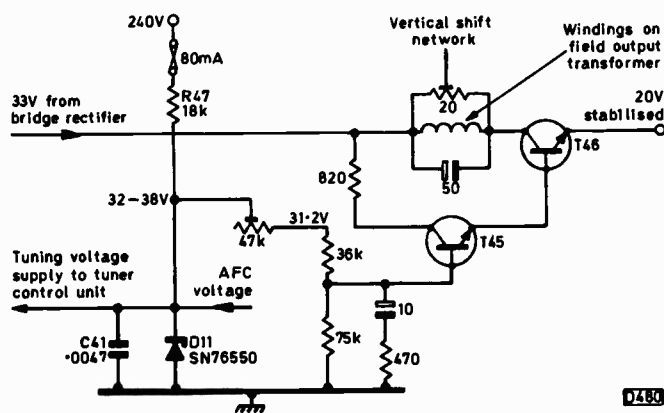 240V
80mA
R47
18k
33V from
bridge rectifier
Vertical shift
network
Windings on
field output
transformer
20
50
20V
stabilised
T46
820
T45
32-38V
47k
31·2V
36k
Tuning voltage
supply to tuner
control unit
AFC
voltage
C41
·0047
D11
SN76550
75k
10
470
D480